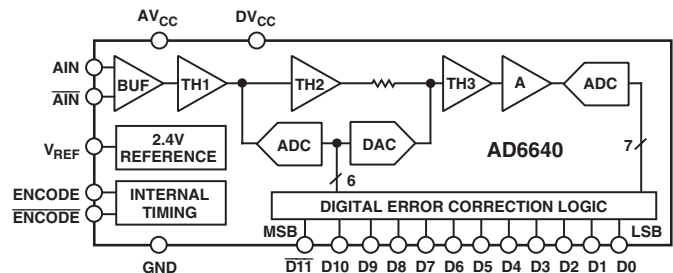 AVCC DVCC
AIN
AIN
BUF TH1 TH2 TH3 A ADC
ADC DAC AD6640
VREF 2.4V REFERENCE
6 7
ENCODE
ENCODE
INTERNAL TIMING
DIGITAL ERROR CORRECTION LOGIC
MSB LSB
GND D11 D10 D9 D8 D7 D6 D5 D4 D3 D2 D1 D0